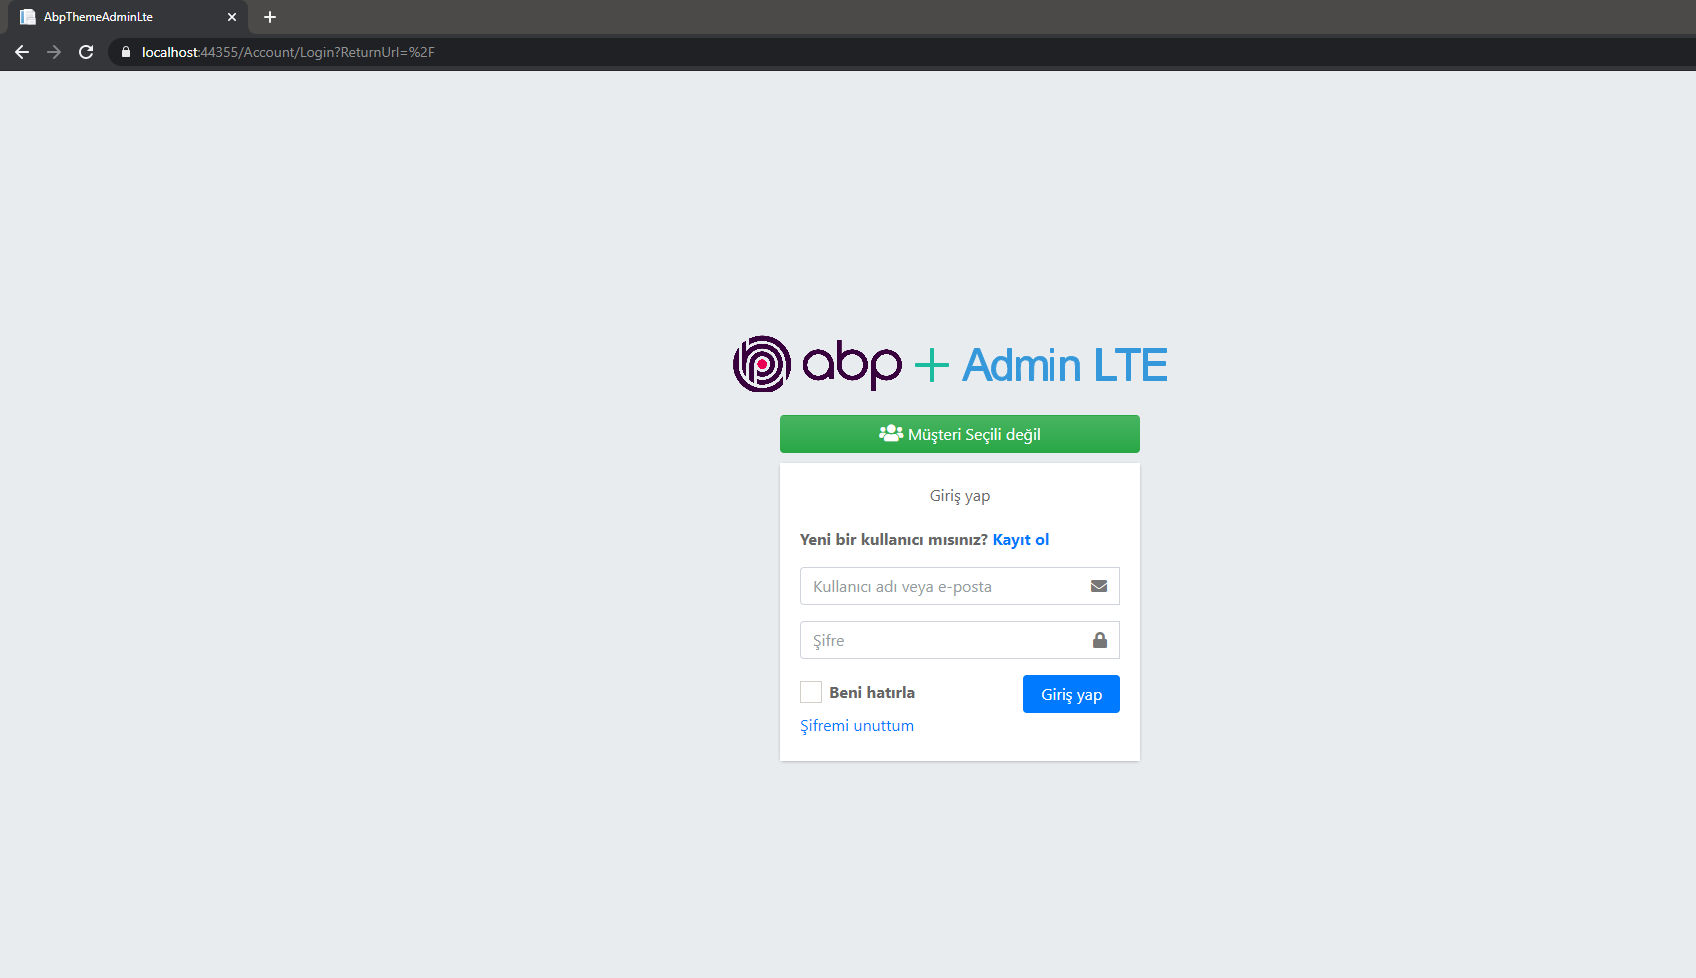 AbpThemeAdminLte
localhost:44355/Account/Login?ReturnUrl=%2F
abp + Admin LTE
Müşteri Seçili değil
Giriş yap
Yeni bir kullanıcı mısınız? Kayıt ol
Kullanıcı adı veya e-posta
Şifre
Beni hatırla
Giriş yap
Şifremi unuttum